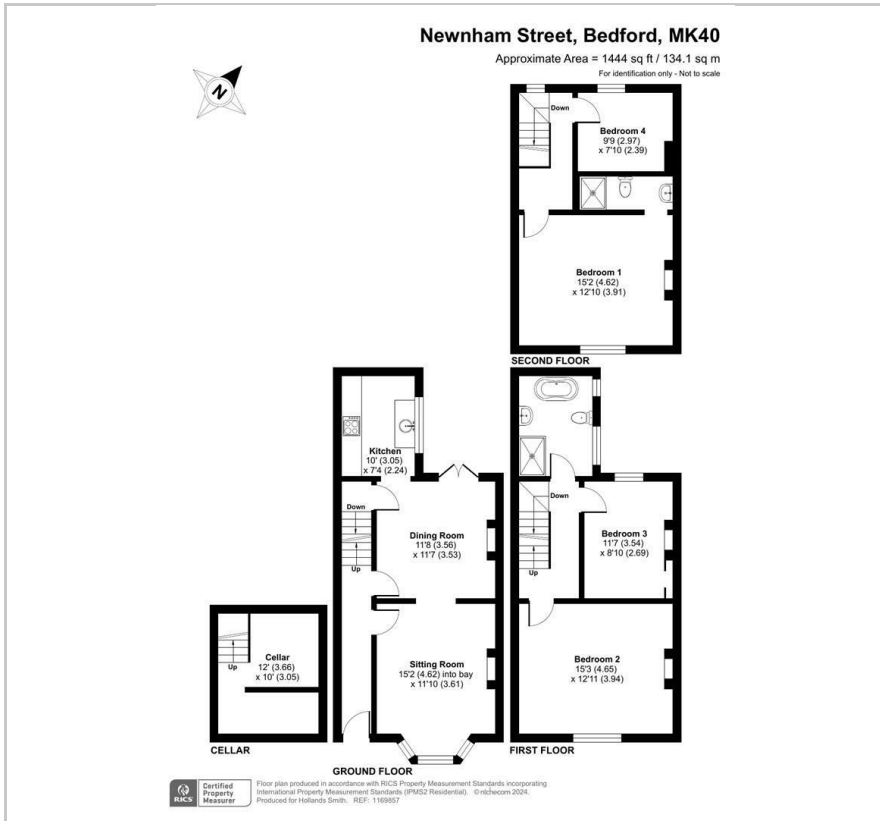 Newnham Street, Bedford, MK40
Approximate Area = 1444 sq ft / 134.1 sq m
For identification only - Not to scale
N
Down
Bedroom 4
9'9 (2.97)
x 7'10 (2.39)
Bedroom 1
15'2 (4.62)
x 12'10 (3.91)
SECOND FLOOR
Kitchen
10' (3.05)
x 7'4 (2.24)
Down
Up
Dining Room
11'8 (3.56)
x 11'7 (3.53)
Sitting Room
15'2 (4.62) into bay
x 11'10 (3.61)
GROUND FLOOR
Down
Up
Bedroom 3
11'7 (3.54)
x 8'10 (2.69)
Bedroom 2
15'3 (4.65)
x 12'11 (3.94)
FIRST FLOOR
Up
Cellar
12' (3.66)
x 10' (3.05)
CELLAR
RICS
Certified
Property
Measurer
Floor plan produced in accordance with RICS Property Measurement Standards incorporating
International Property Measurement Standards (IPMS2 Residential). © nichecom 2024.
Produced for Hollands Smith. REF: 1169857